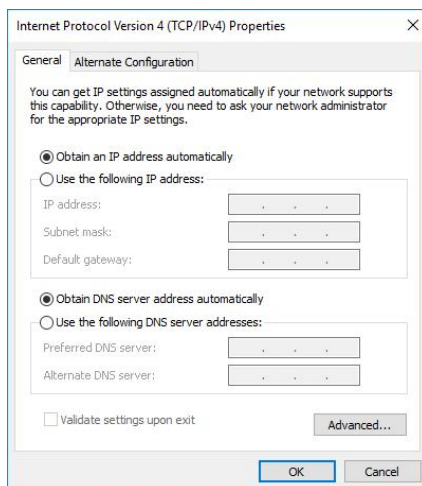 Internet Protocol Version 4 (TCP/IPv4) Properties
General
Alternate Configuration
You can get IP settings assigned automatically if your network supports
this capability. Otherwise, you need to ask your network administrator
for the appropriate IP settings.
Obtain an IP address automatically
Use the following IP address:
IP address:
Subnet mask:
Default gateway:
Obtain DNS server address automatically
Use the following DNS server addresses:
Preferred DNS server:
Alternate DNS server:
Validate settings upon exit
Advanced...
OK
Cancel